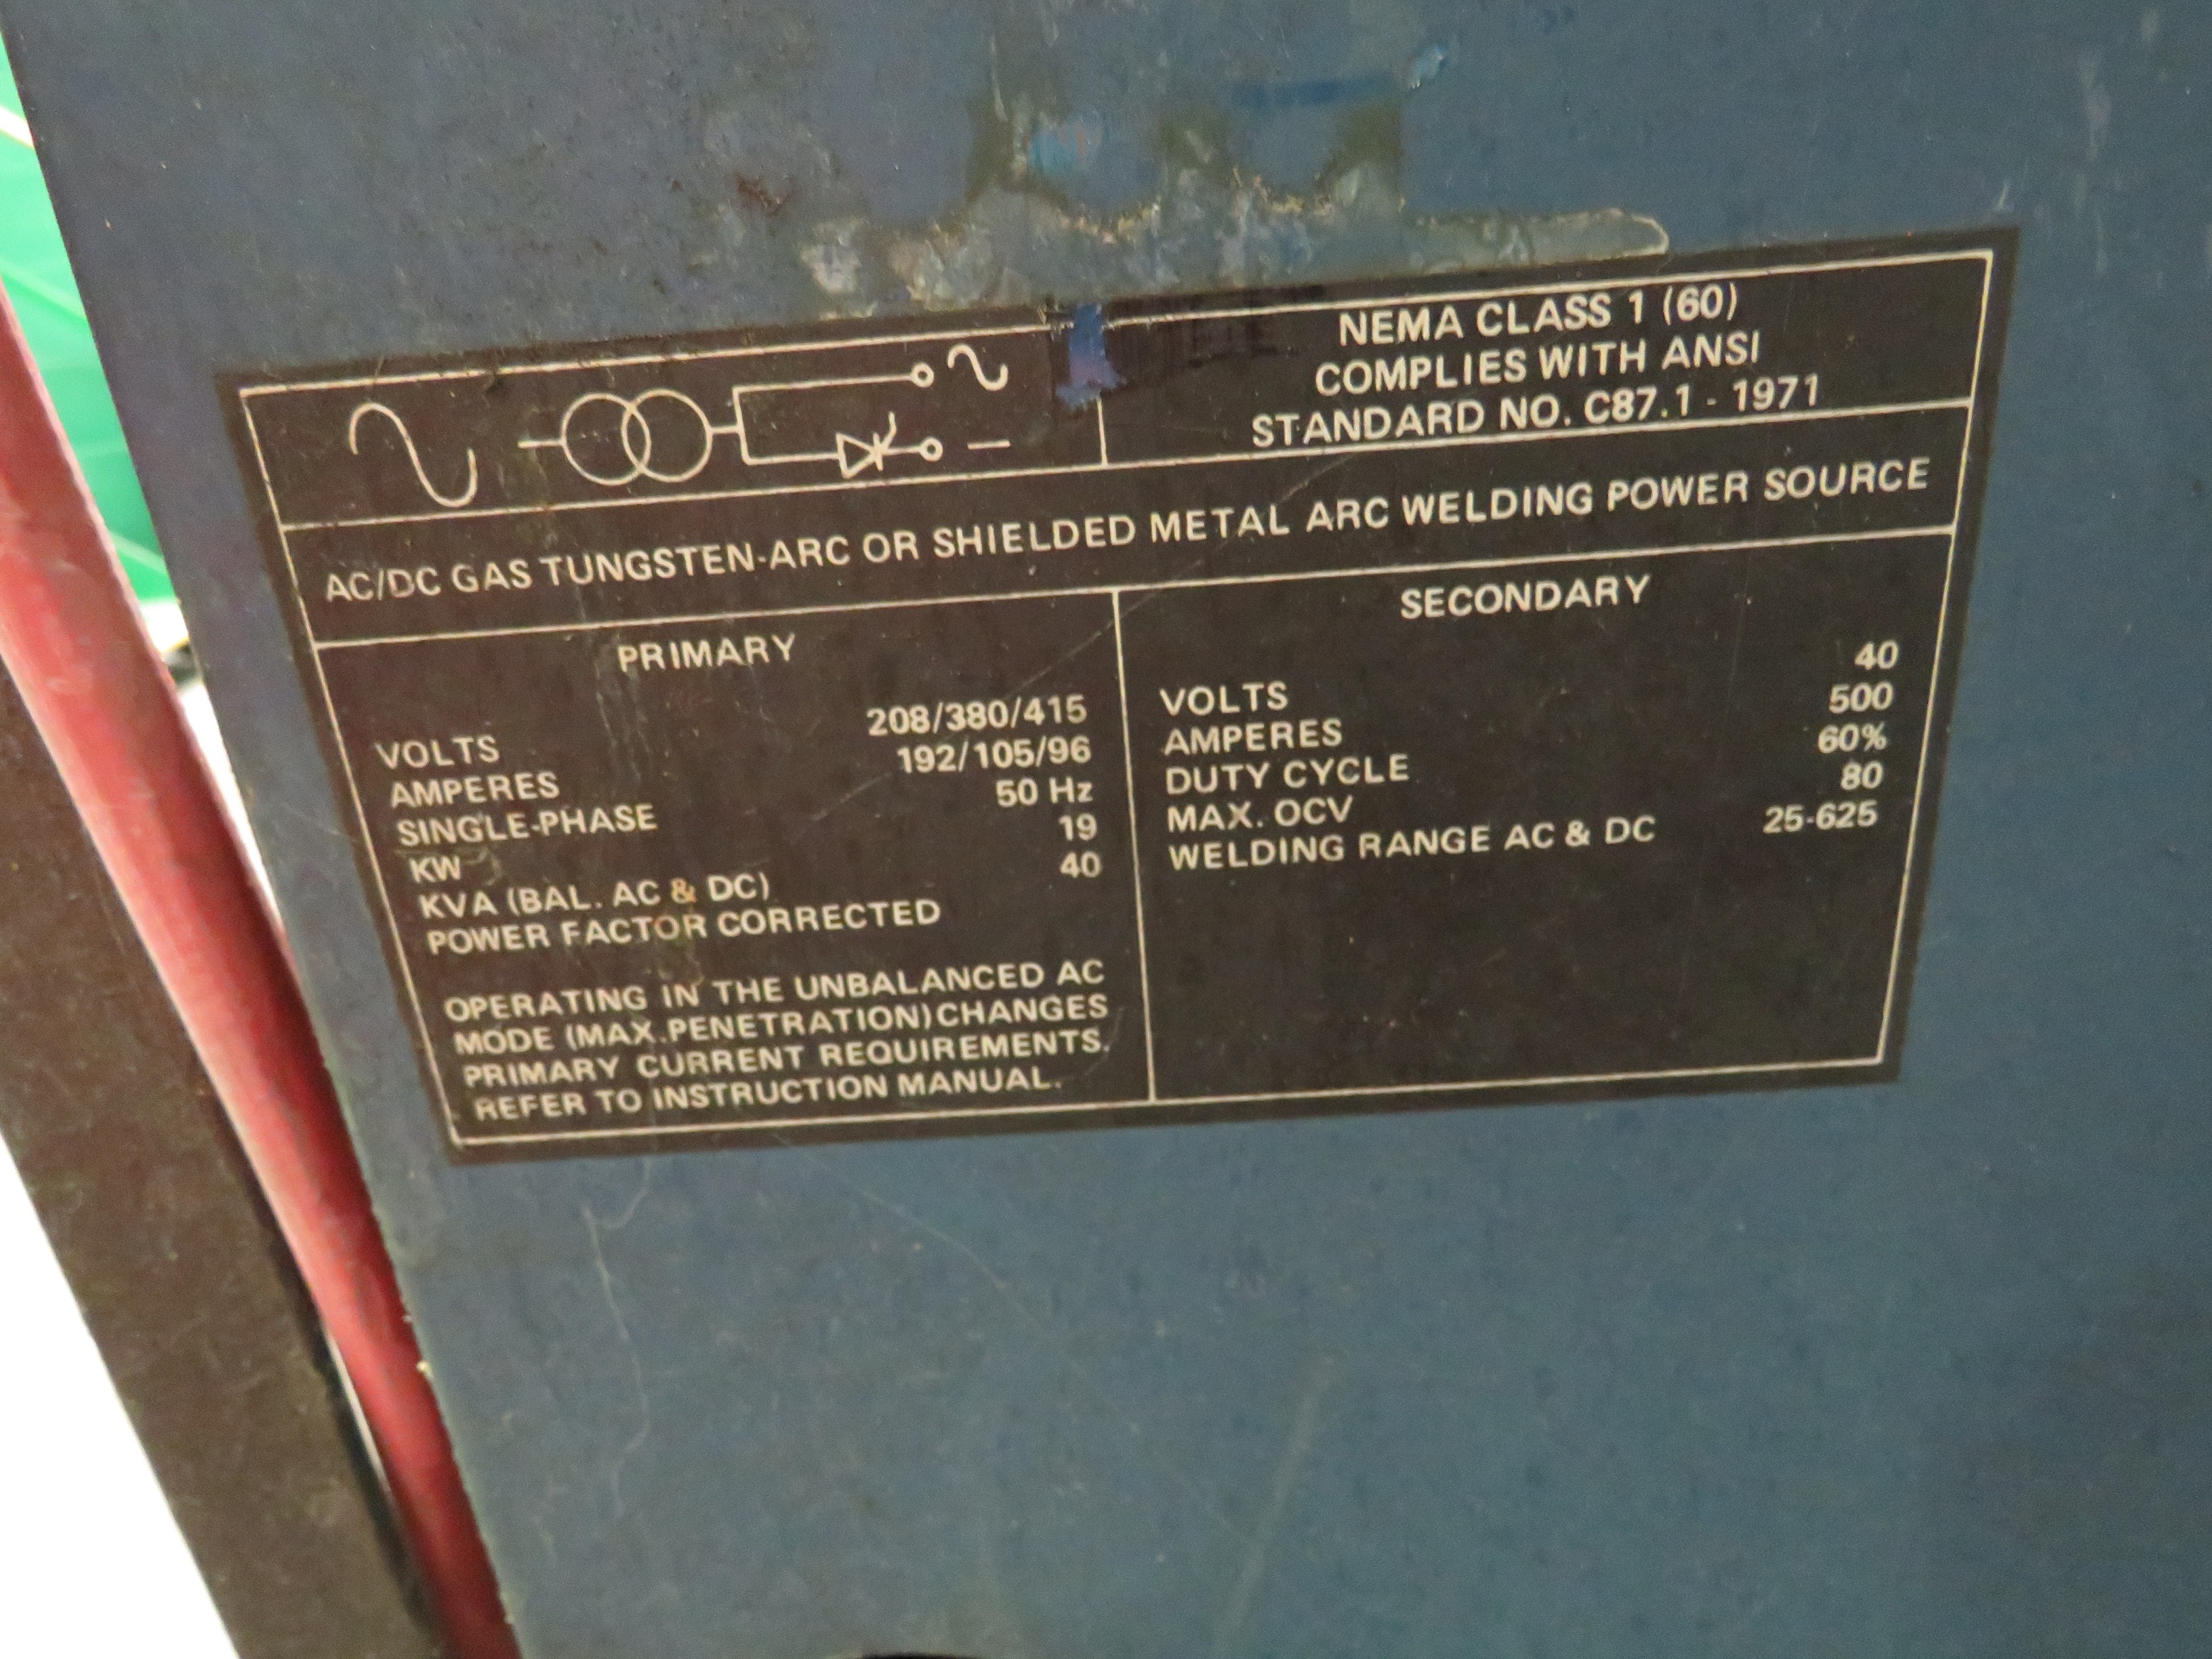 NEMA CLASS 1 (60)
COMPLIES WITH ANSI
STANDARD NO. C87.1 - 1971
AC/DC GAS TUNGSTEN-ARC OR SHIELDED METAL ARC WELDING POWER SOURCE
PRIMARY
VOLTS 208/380/415
AMPERES 192/105/96
SINGLE-PHASE 50 Hz
KW 19
KVA (BAL. AC & DC) 40
POWER FACTOR CORRECTED
OPERATING IN THE UNBALANCED AC
MODE (MAX.PENETRATION) CHANGES
PRIMARY CURRENT REQUIREMENTS.
REFER TO INSTRUCTION MANUAL.
SECONDARY
VOLTS 40
AMPERES 500
DUTY CYCLE 60%
MAX. OCV 80
WELDING RANGE AC & DC 25-625